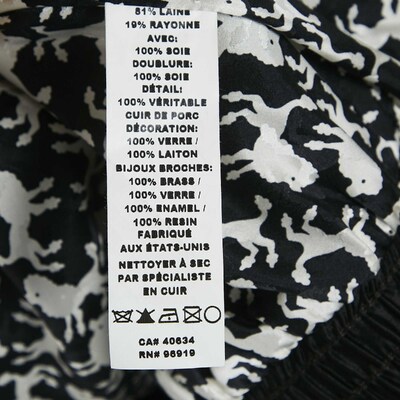 81% LAINE
19% RAYONNE
AVEC:
100% SOIE
DOUBLURE:
100% SOIE
DÉTAIL:
100% VÉRITABLE
CUIR DE PORC
DÉCORATION:
100% VERRE /
100% LAITON
BIJOUX BROCHES:
100% BRASS /
100% VERRE /
100% ENAMEL /
100% RESIN
FABRIQUÉ
AUX ÉTATS-UNIS
NETTOYER À SEC
PAR SPÉCIALISTE
EN CUIR
CA# 40634
RN# 96919